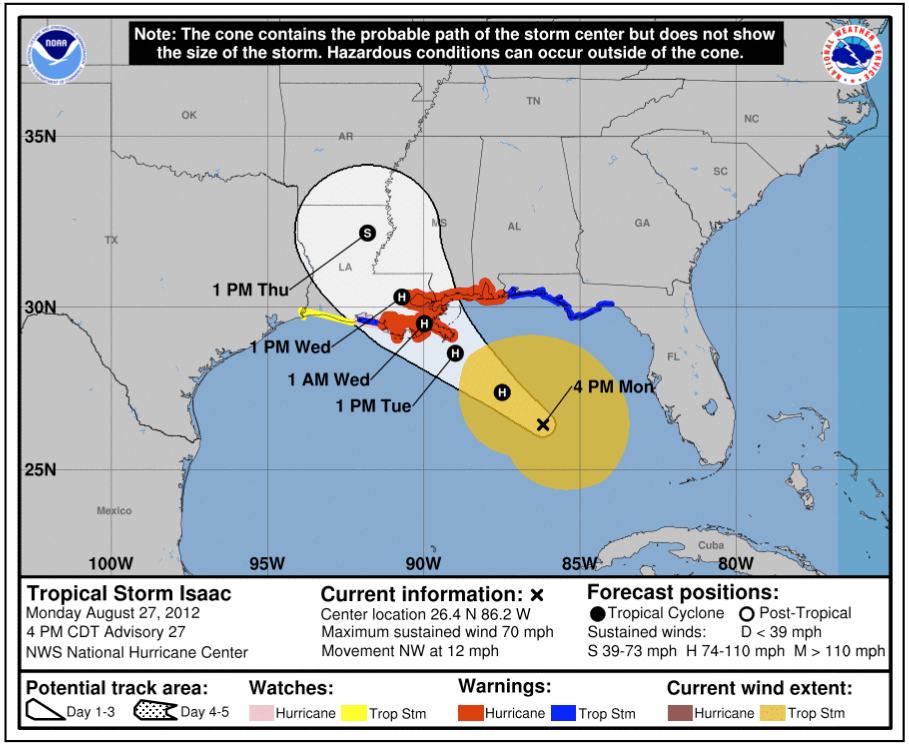 Note: The cone contains the probable path of the storm center but does not show
the size of the storm. Hazardous conditions can occur outside of the cone.
NOAA
NATIONAL WEATHER SERVICE
OK
TN
NC
35N
AR
SC
MS
AL
GA
TX
LA
1 PM Thu
S
30N
H
1 PM Wed
H
1 AM Wed
H
1 PM Tue
H
4 PM Mon
FL
25N
Mexico
Cuba
100W
95W
90W
85W
80W
Tropical Storm Isaac
Monday August 27, 2012
4 PM CDT Advisory 27
NWS National Hurricane Center
Current information: ×
Center location 26.4 N 86.2 W
Maximum sustained wind 70 mph
Movement NW at 12 mph
Forecast positions:
Tropical Cyclone Post-Tropical
Sustained winds: D < 39 mph
S 39-73 mph H 74-110 mph M > 110 mph
Potential track area:
Day 1-3 Day 4-5
Watches:
Hurricane Trop Stm
Warnings:
Hurricane Trop Stm
Current wind extent:
Hurricane Trop Stm